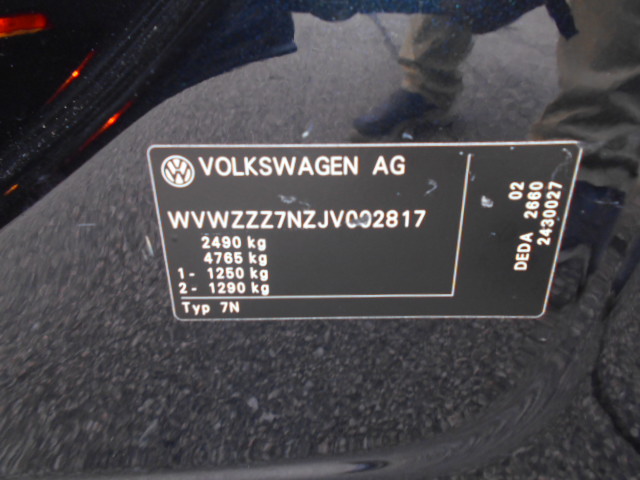 VOLKSWAGEN AG
WVWZZZ7NZJV002817
2490 kg
4765 kg
1- 1250 kg
2- 1290 kg
Typ 7N
02
DEDA 2660
2430027